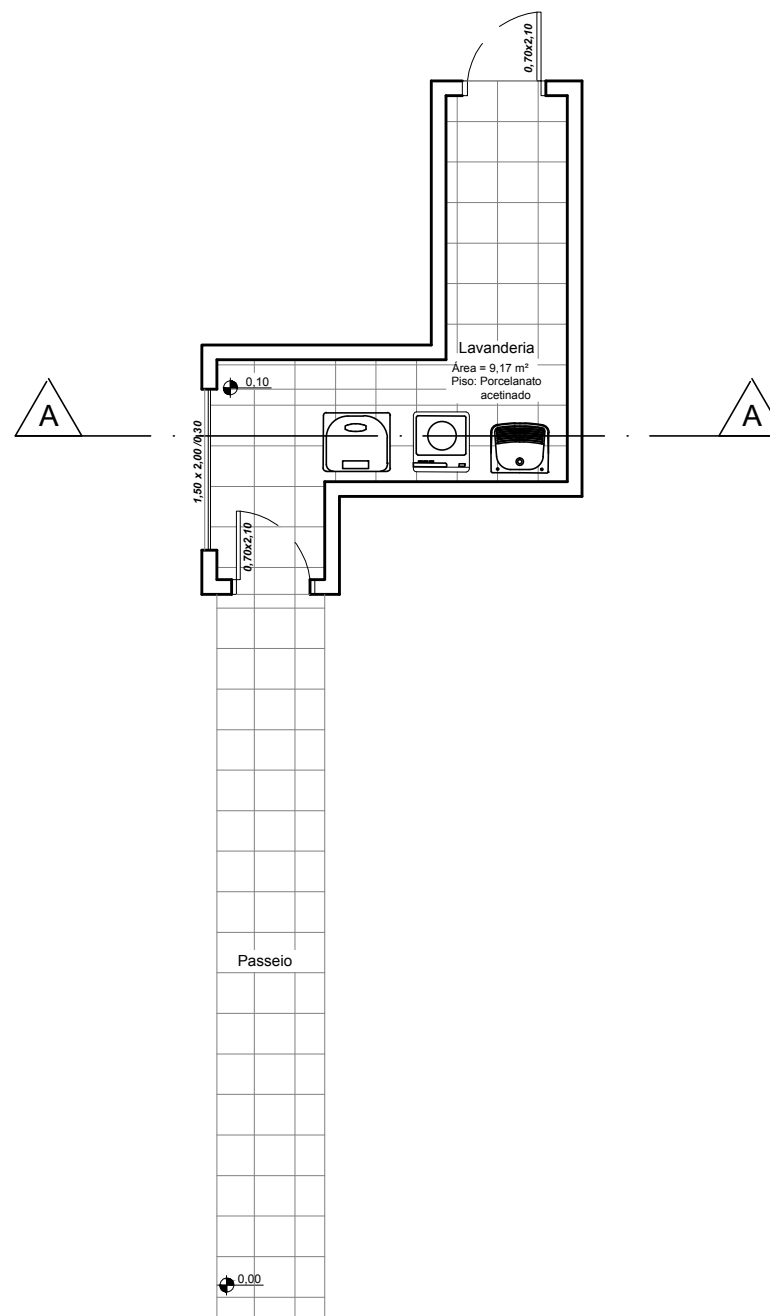 0,70x2,10
Lavanderia
Área = 9,17 m²
Piso: Porcelanato
acetinado
0,10
A
A
1,50 x 2,00 /0,30
0,70x2,10
Passeio
0,00